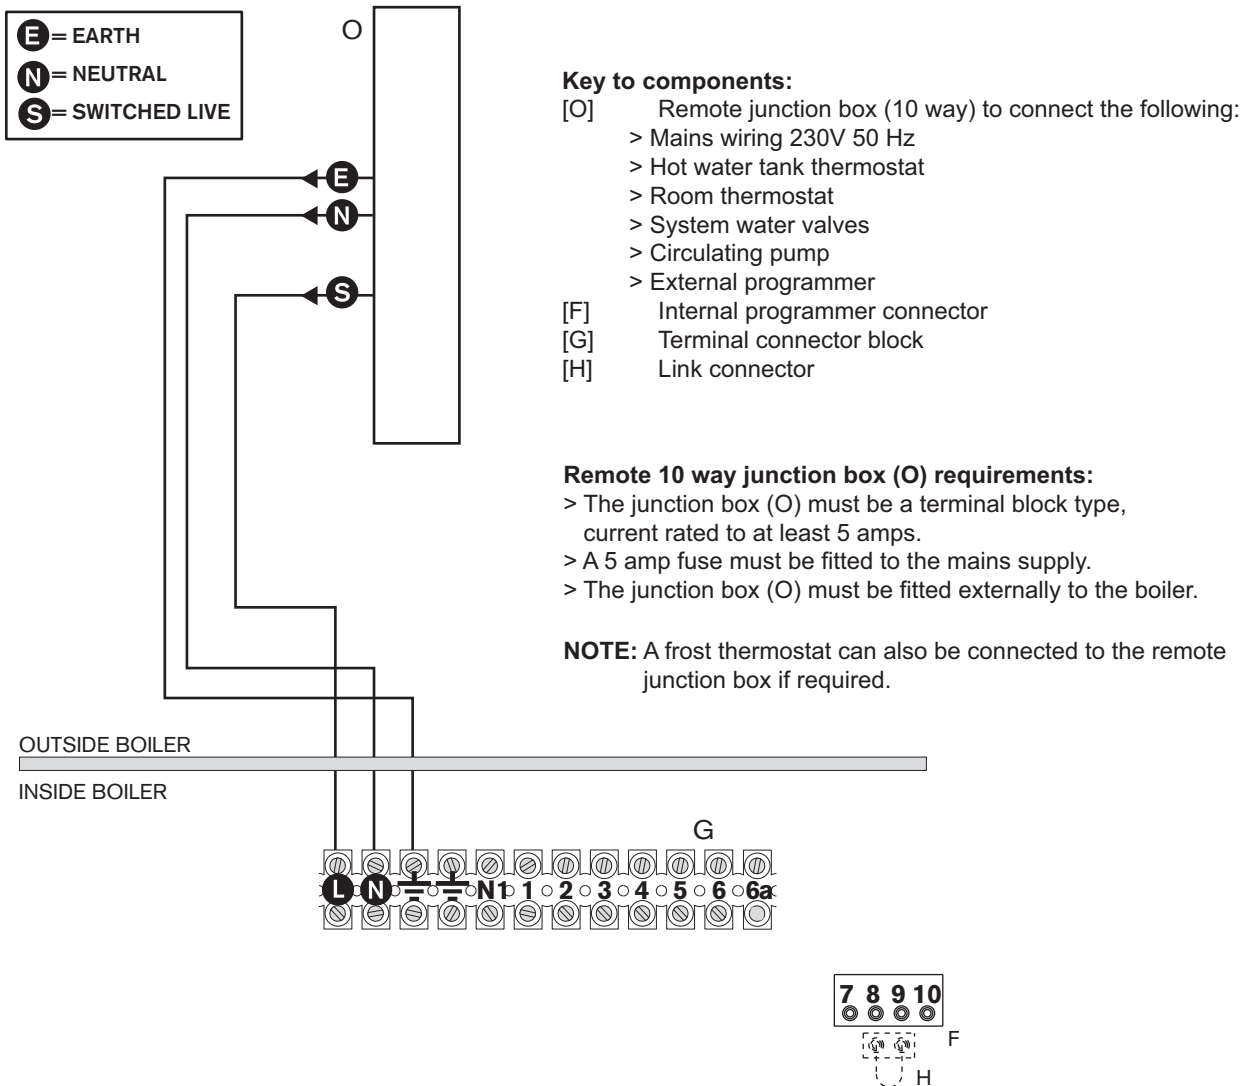 E = EARTH
N = NEUTRAL
S = SWITCHED LIVE
O
E
N
S
Key to components:
[O] Remote junction box (10 way) to connect the following:
> Mains wiring 230V 50 Hz
> Hot water tank thermostat
> Room thermostat
> System water valves
> Circulating pump
> External programmer
[F] Internal programmer connector
[G] Terminal connector block
[H] Link connector
Remote 10 way junction box (O) requirements:
> The junction box (O) must be a terminal block type,
current rated to at least 5 amps.
> A 5 amp fuse must be fitted to the mains supply.
> The junction box (O) must be fitted externally to the boiler.
NOTE: A frost thermostat can also be connected to the remote
junction box if required.
OUTSIDE BOILER
INSIDE BOILER
G
L N N1 1 2 3 4 5 6 6a
7 8 9 10
F
H